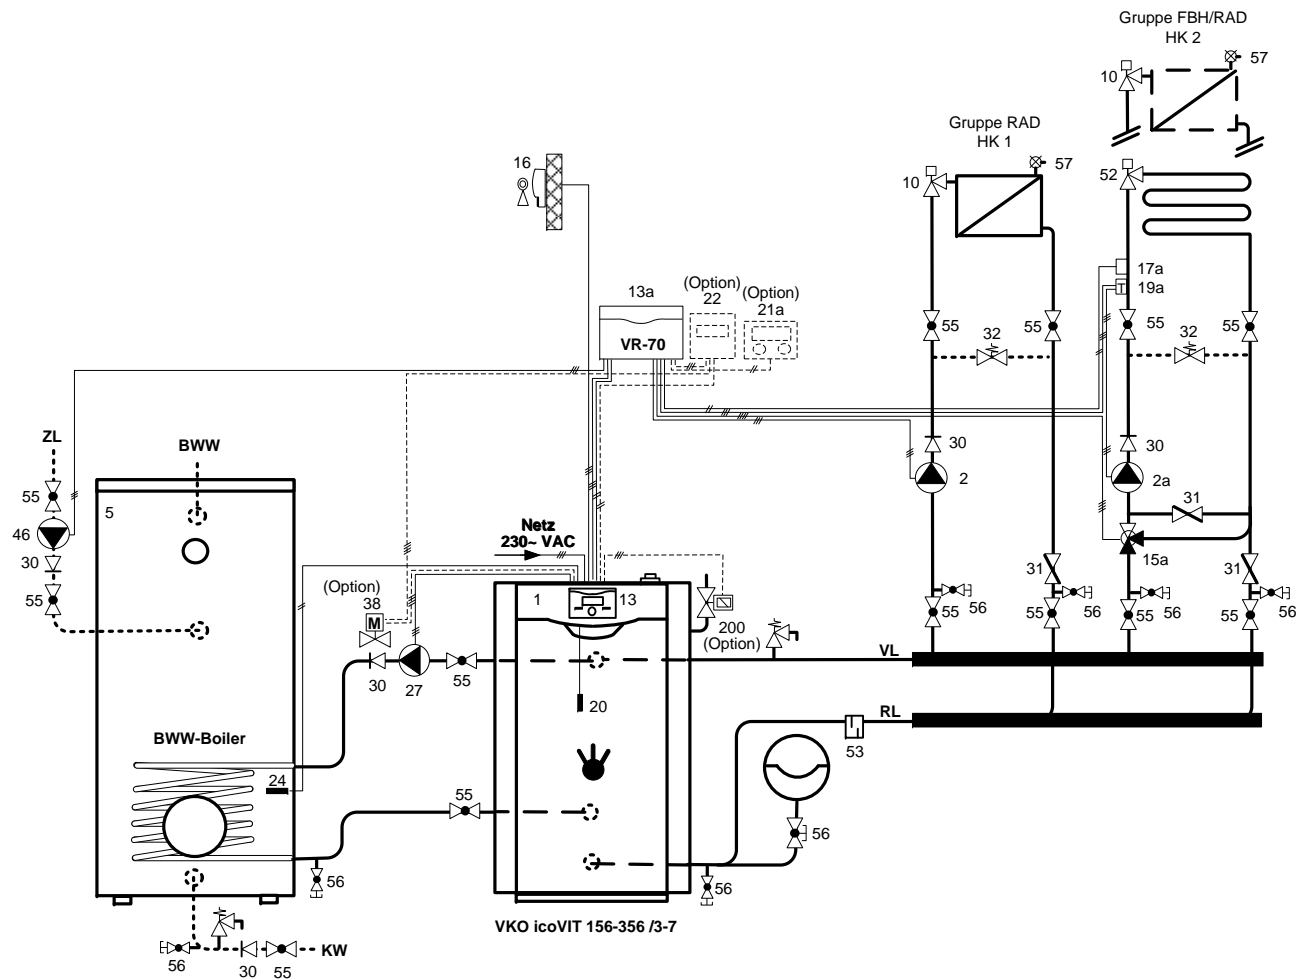 Gruppe FBH/RAD
HK 2
57
10
Gruppe RAD
HK 1
57
16
10
52
17a
(Option)
22
(Option)
21a
13a
19a
VR-70
55
55
55
55
32
32
ZL
BWW
30
30
5
55
2
2a
31
46
Netz
230~ VAC
30
15a
(Option)
38
1
13
31
31
55
M
200
(Option)
55
56
55
56
55
56
55
56
VL
30
27
55
20
RL
BWW-Boiler
53
24
55
56
56
56
VKO icoVIT 156-356 /3-7
KW
56
30
55